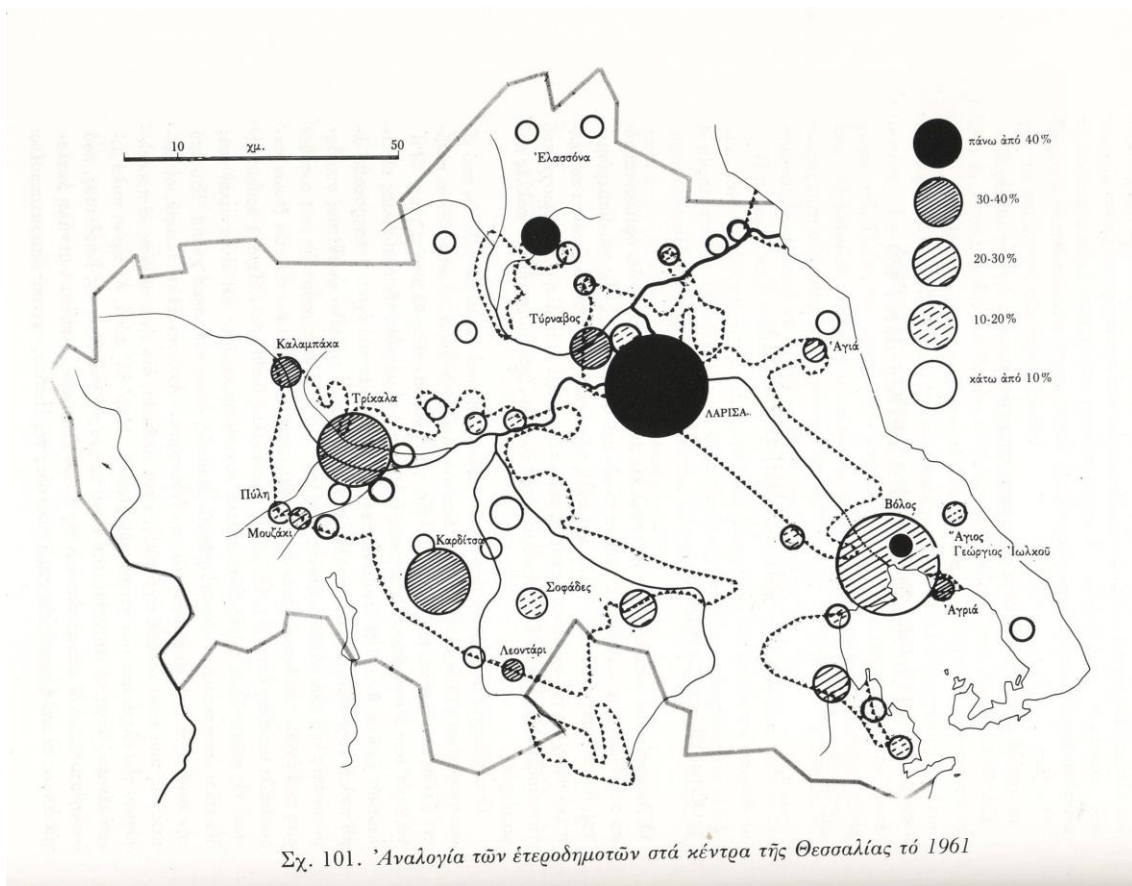 10 χμ. 50
Ἐλασσόνα
πάνω ἀπό 40%
30-40%
20-30%
10-20%
κάτω ἀπό 10%
Τύρναβος
Ἀγιά
Καλαμπάκα
Τρίκαλα
ΛΑΡΙΣΑ
Πύλη
Μουζάκι
Καρδίτσα
Βόλος
Ἅγιος
Γεώργιος Ἰωλκοῦ
Σοφάδες
Ἀγριά
Λεοντάρι
Σχ. 101. Ἀναλογία τῶν ἑτεροδημοτῶν στά κέντρα τῆς Θεσσαλίας τό 1961